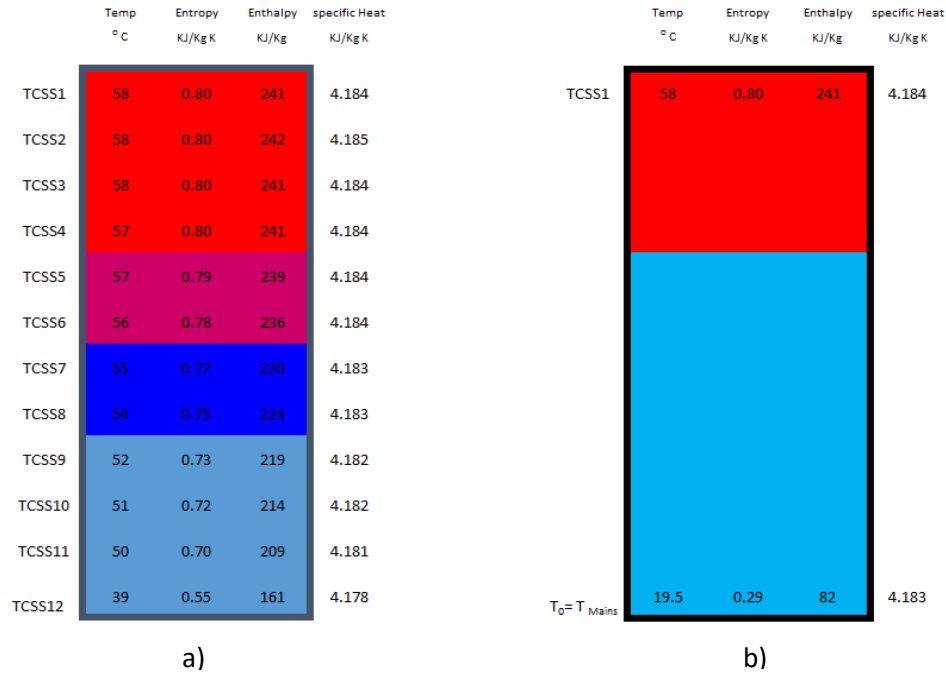 Temp Entropy Enthalpy specific Heat
° C KJ/Kg K KJ/Kg KJ/Kg K
TCSS1 58 0.80 241 4.184
TCSS2 58 0.80 242 4.185
TCSS3 58 0.80 241 4.184
TCSS4 57 0.80 241 4.184
TCSS5 57 0.79 239 4.184
TCSS6 56 0.78 236 4.184
TCSS7 55 0.77 230 4.183
TCSS8 54 0.75 224 4.183
TCSS9 52 0.73 219 4.182
TCSS10 51 0.72 214 4.182
TCSS11 50 0.70 209 4.181
TCSS12 39 0.55 161 4.178
a)
Temp Entropy Enthalpy specific Heat
° C KJ/Kg K KJ/Kg KJ/Kg K
TCSS1 58 0.80 241 4.184
T0= T Mains 19.5 0.29 82 4.183
b)